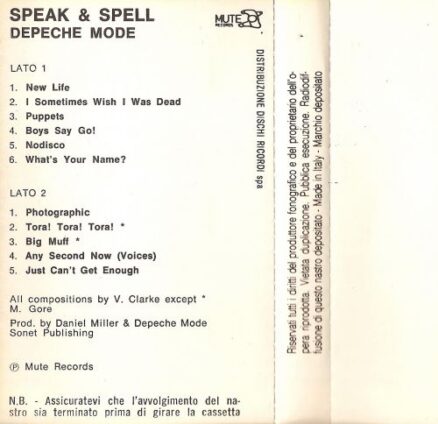 SPEAK & SPELL
DEPECHE MODE
MUTE
RECORDS
LATO 1
1. New Life
2. I Sometimes Wish I Was Dead
3. Puppets
4. Boys Say Go!
5. Nodisco
6. What's Your Name?
LATO 2
1. Photographic
2. Tora! Tora! Tora! *
3. Big Muff *
4. Any Second Now (Voices)
5. Just Can't Get Enough
All compositions by V. Clarke except *
M. Gore
Prod. by Daniel Miller & Depeche Mode
Sonet Publishing
Ⓟ Mute Records
N.B. - Assicuratevi che l'avvolgimento del na-
stro sia terminato prima di girare la cassetta
DISTRIBUZIONE DISCHI RICORDI spa
Riservati tutti i diritti del produttore fonografico e del proprietario dell'o-
pera riprodotta. Vietata duplicazione. Pubblica esecuzione. Radiodif-
fusione di questo nastro depositato - Made in Italy - Marchio depositato